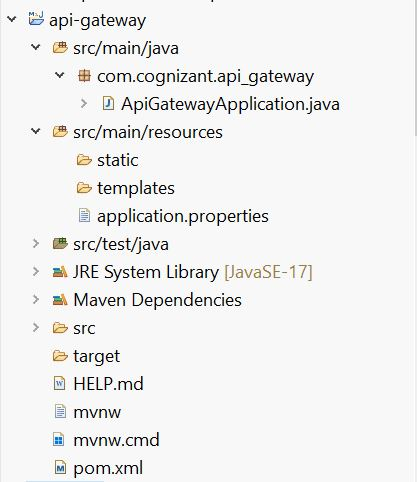 api-gateway
src/main/java
com.cognizant.api_gateway
ApiGatewayApplication.java
src/main/resources
static
templates
application.properties
src/test/java
JRE System Library [JavaSE-17]
Maven Dependencies
src
target
HELP.md
mvnw
mvnw.cmd
pom.xml